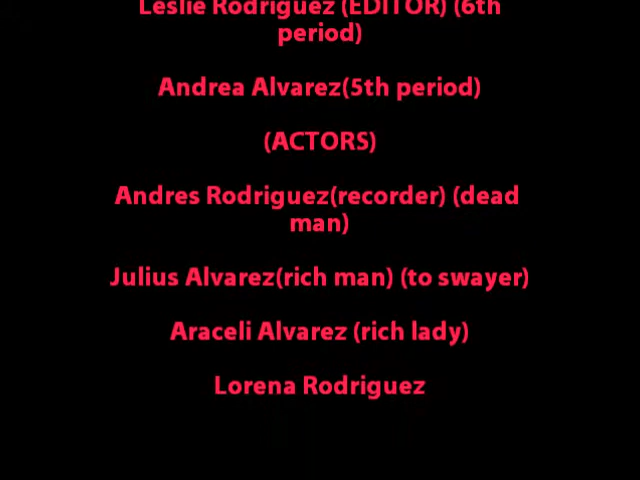 Leslie Rodriguez (EDITOR) (6th
period)
Andrea Alvarez(5th period)
(ACTORS)
Andres Rodriguez(recorder) (dead
man)
Julius Alvarez(rich man) (to swayer)
Araceli Alvarez (rich lady)
Lorena Rodriguez